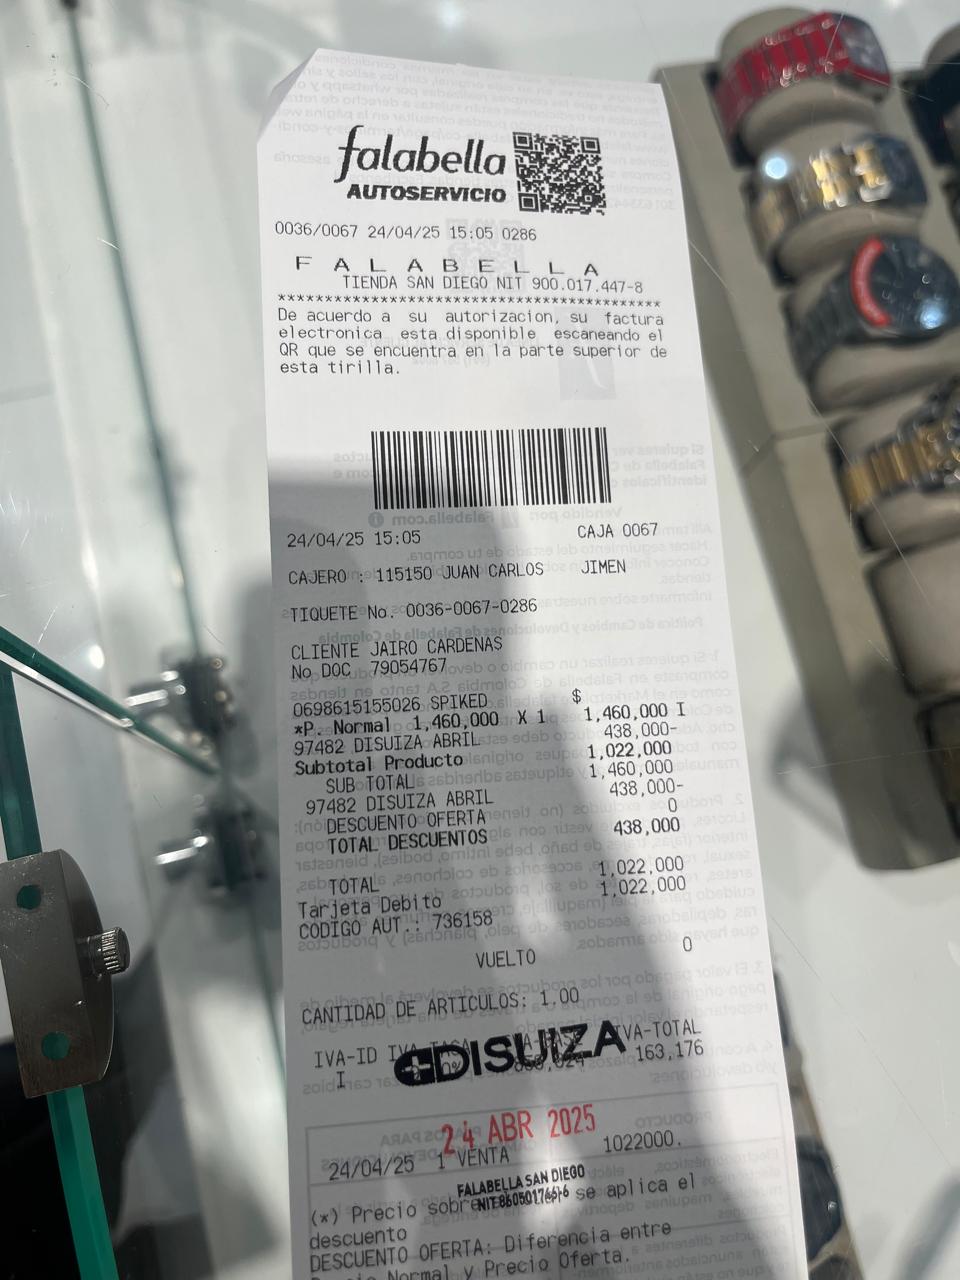 falabella
AUTOSERVICIO
0036/0067 24/04/25 15:05 0286
F A L A B E L L A
TIENDA SAN DIEGO NIT 900.017.447-8
*****************************************
De acuerdo a su autorizacion, su factura
electronica esta disponible escaneando el
QR que se encuentra en la parte superior de
esta tirilla.
24/04/25 15:05 CAJA 0067
CAJERO : 115150 JUAN CARLOS JIMEN
TIQUETE No. 0036-0067-0286
CLIENTE JAIRO CARDENAS
No DOC 79054767
$
0698615155026 SPIKED
*P. Normal 1,460,000 X 1 1,460,000 I
97482 DISUIZA ABRIL 438,000-
Subtotal Producto 1,022,000
SUB TOTAL 1,460,000
97482 DISUIZA ABRIL 438,000-
DESCUENTO OFERTA 0
TOTAL DESCUENTOS 438,000
TOTAL 1,022,000
Tarjeta Debito 1,022,000
CODIGO AUT.: 736158
VUELTO 0
CANTIDAD DE ARTICULOS: 1.00
IVA-ID IVA-TOTAL
I 163,176
DISUIZA
24 ABR 2025
24/04/25 1 VENTA 1022000.
FALABELLA SAN DIEGO
(*) Precio se aplica el
descuento
DESCUENTO OFERTA: Diferencia entre
Normal y Precio Oferta.